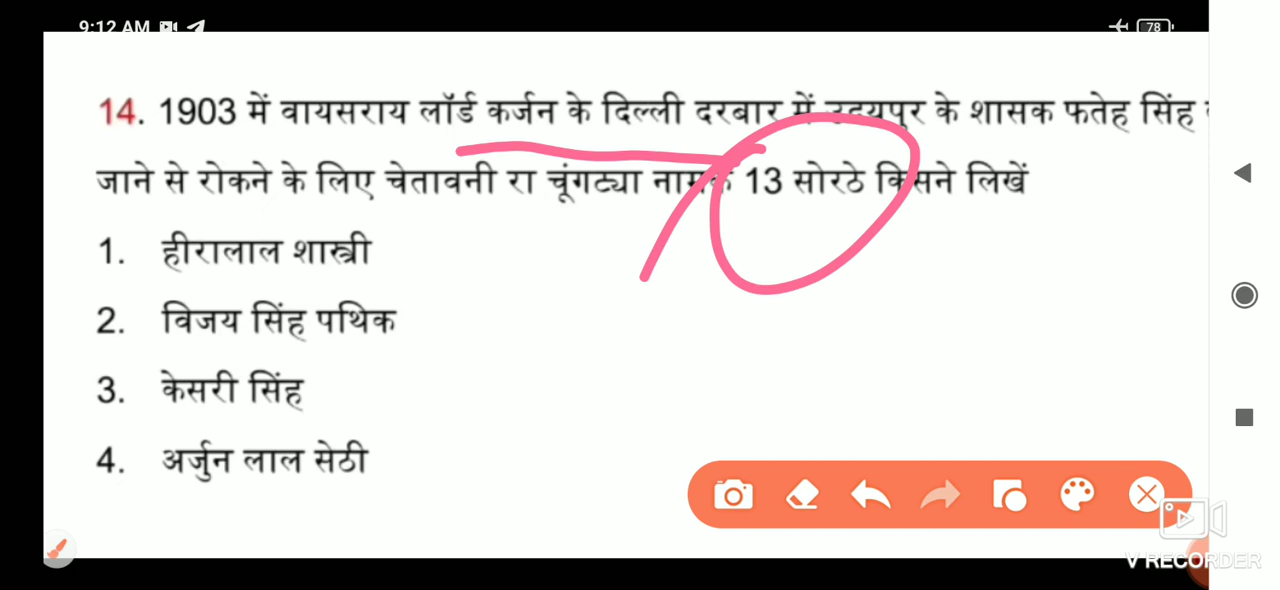 9:12 AM
78
14. 1903 में वायसराय लॉर्ड कर्जन के दिल्ली दरबार में उदयपुर के शासक फतेह सिंह
जाने से रोकने के लिए चेतावनी रा चूंगट्या नामक 13 सोरठे किसने लिखें
1. हीरालाल शास्त्री
2. विजय सिंह पथिक
3. केसरी सिंह
4. अर्जुन लाल सेठी
V RECORDER